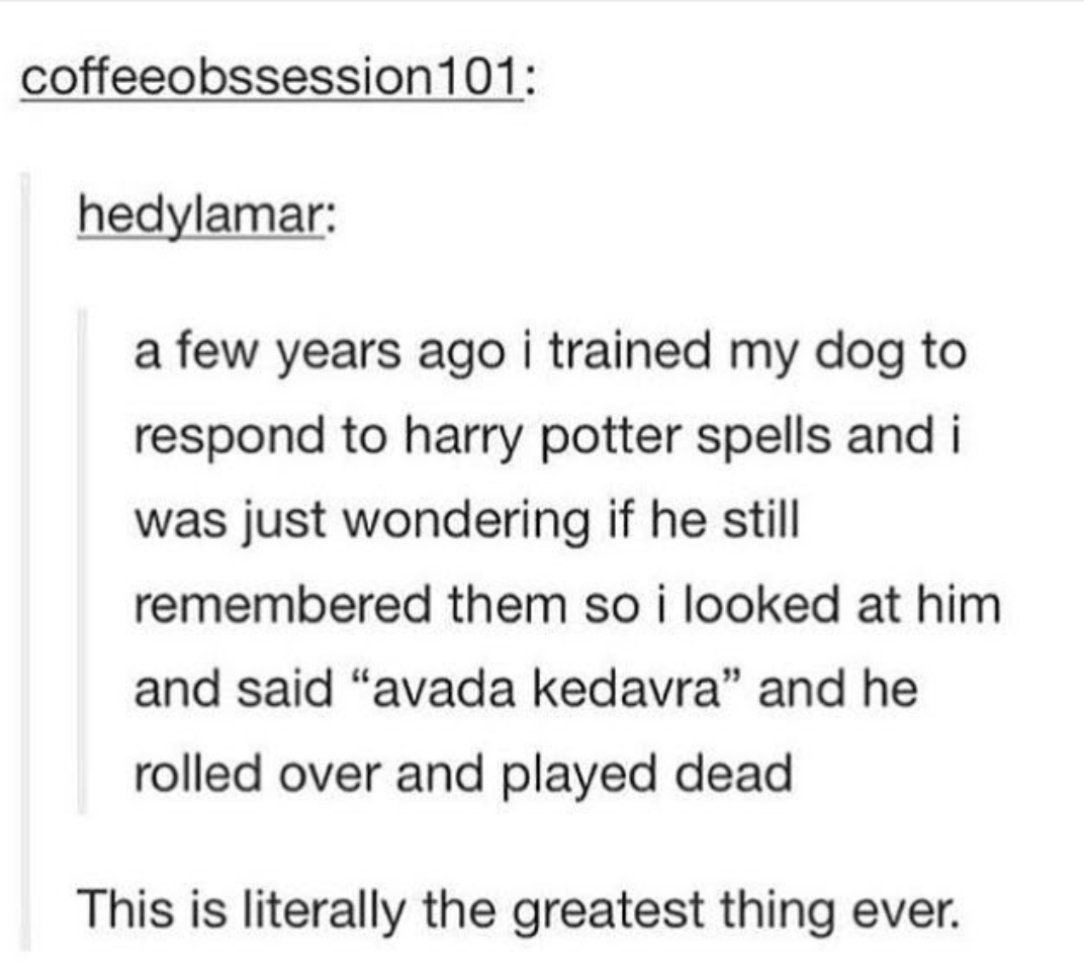 coffeeobssession101:
hedylamar:
a few years ago i trained my dog to
respond to harry potter spells and i
was just wondering if he still
remembered them so i looked at him
and said “avada kedavra” and he
rolled over and played dead
This is literally the greatest thing ever.